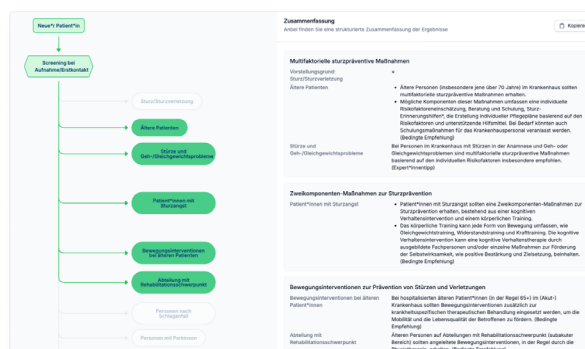 Neue*r Patient*in
Screening bei
Aufnahme/Erstkontakt
Sturz/Sturzverletzung
Ältere Patienten
Stürze und
Geh-/Gleichgewichtsprobleme
Patient*innen mit
Sturzangst
Bewegungsinterventionen
bei älteren Patienten
Abteilung mit
Rehabilitationsschwerpunkt
Personen nach
Schlaganfall
Personen mit Parkinson
Zusammenfassung
Anbei finden Sie eine strukturierte Zusammenfassung der Ergebnisse
Kopieren
Multifaktorielle sturzpräventive Maßnahmen
Vorstellungsgrund:
Sturz/Sturzverletzung
Ältere Patienten
• Ältere Personen (insbesondere jene über 70 Jahre) im Krankenhaus sollten
multifaktorielle sturzpräventive Maßnahmen erhalten.
• Mögliche Komponenten dieser Maßnahmen umfassen eine individuelle
Risikofaktoreneinschätzung, Beratung und Schulung, Sturz-
Erinnerungshilfen*, die Erstellung individueller Pflegepläne basierend auf den
Risikofaktoren und unterstützende Hilfsmittel. Bei Bedarf könnten auch
Schulungsmaßnahmen für das Krankenhauspersonal veranlasst werden.
(Bedingte Empfehlung)
Stürze und
Geh-/Gleichgewichtsprobleme
Bei Personen im Krankenhaus mit Stürzen in der Anamnese und Geh- oder
Gleichgewichtsproblemen sind multifaktorielle sturzpräventive Maßnahmen
basierend auf den individuellen Risikofaktoren insbesondere empfohlen.
(Expert*innentipp)
Zweikomponenten-Maßnahmen zur Sturzprävention
Patient*innen mit Sturzangst
• Patient*innen mit Sturzangst sollten eine Zweikomponenten-Maßnahmen zur
Sturzprävention erhalten, bestehend aus einer kognitiven
Verhaltensintervention und einem körperlichen Training.
• Das körperliche Training kann jede Form von Bewegung umfassen, wie
Gleichgewichtstraining, Widerstandstraining und Krafttraining. Die kognitive
Verhaltensintervention kann eine kognitive Verhaltenstherapie durch
ausgebildete Fachpersonen und/oder einzelne Maßnahmen zur Förderung
der Selbstwirksamkeit, wie positive Bestärkung und Zielsetzung, beinhalten.
(Bedingte Empfehlung)
Bewegungsinterventionen zur Prävention von Stürzen und Verletzungen
Bewegungsinterventionen bei älteren
Patient*innen
Bei hospitalisierten älteren Patient*innen (in der Regel 65+) im (Akut-)
Krankenhaus sollten Bewegungsinterventionen zusätzlich zur
krankheitsspezifischen therapeutischen Behandlung eingesetzt werden, um die
Mobilität und die Lebensqualität der Betroffenen zu fördern. (Bedingte
Empfehlung)
Abteilung mit
Rehabilitationsschwerpunkt
Älteren Personen auf Abteilungen mit Rehabilitationsschwerpunkt (subakuter
Bereich) sollten angeleitete Bewegungsinterventionen, in der Regel durch die